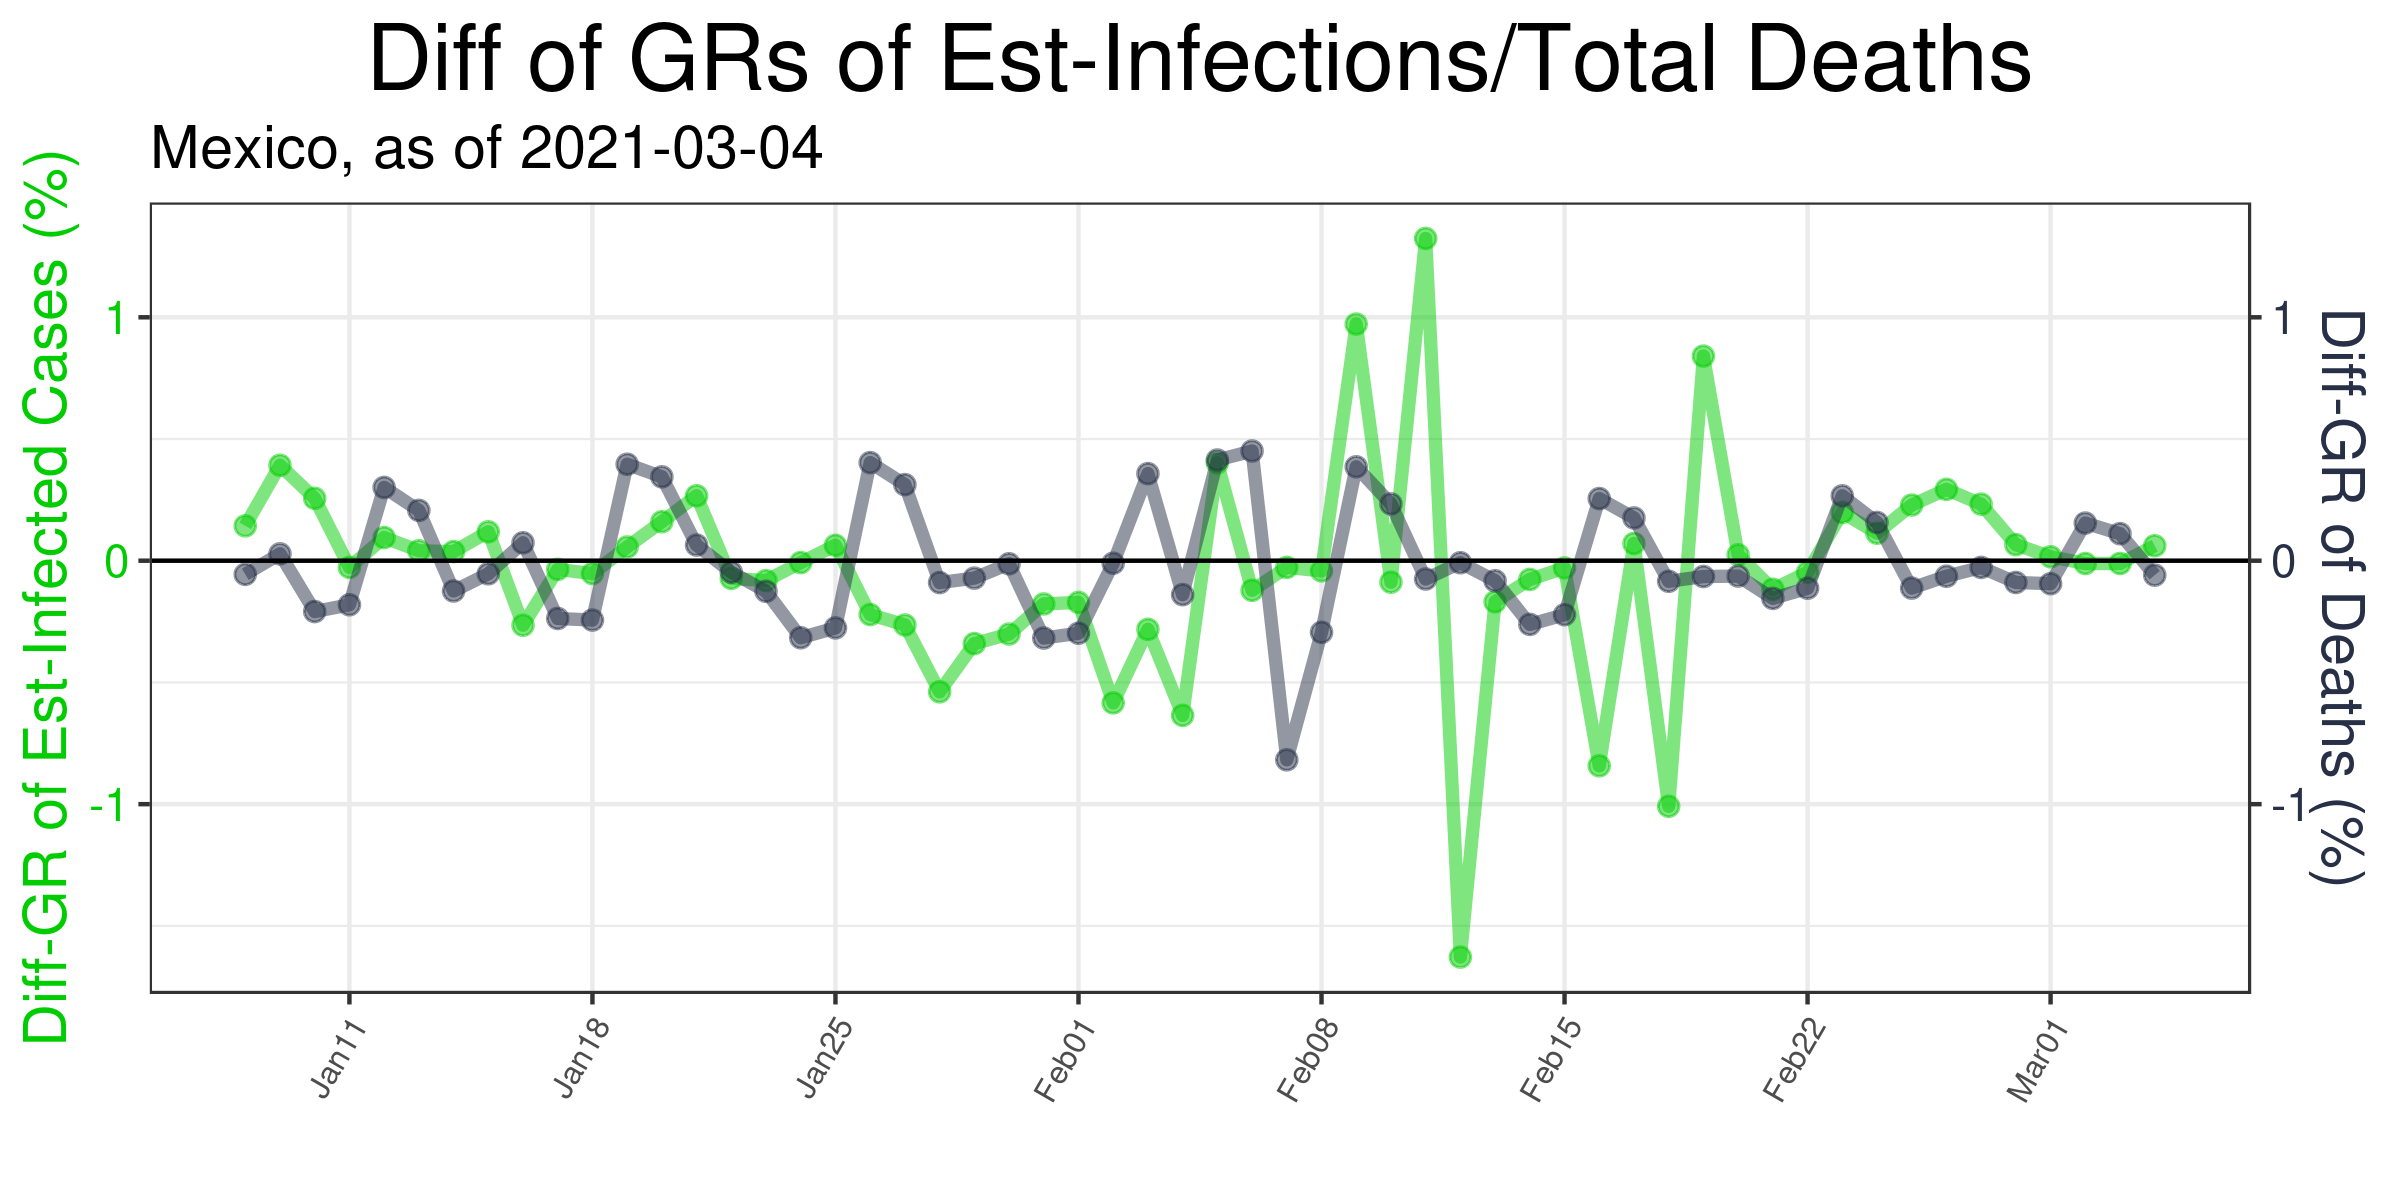 Diff of GRs of Est-Infections/Total Deaths
Mexico, as of 2021-03-04
Diff-GR of Est-Infected Cases (%)
1
0
-1
1
0
-1
Diff-GR of Deaths (%)
Jan11
Jan18
Jan25
Feb01
Feb08
Feb15
Feb22
Mar01